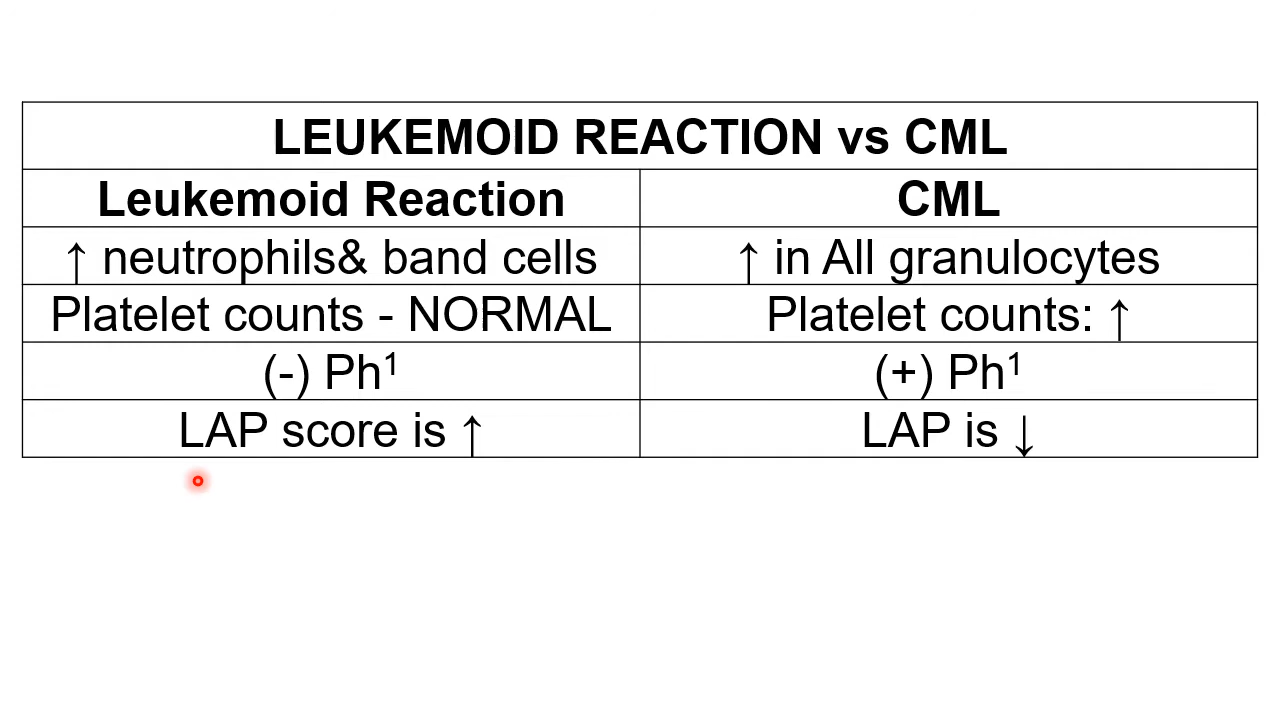 LEUKEMOID REACTION vs CML
Leukemoid Reaction CML
↑ neutrophils& band cells ↑ in All granulocytes
Platelet counts - NORMAL Platelet counts: ↑
(-) Ph¹ (+) Ph¹
LAP score is ↑ LAP is ↓